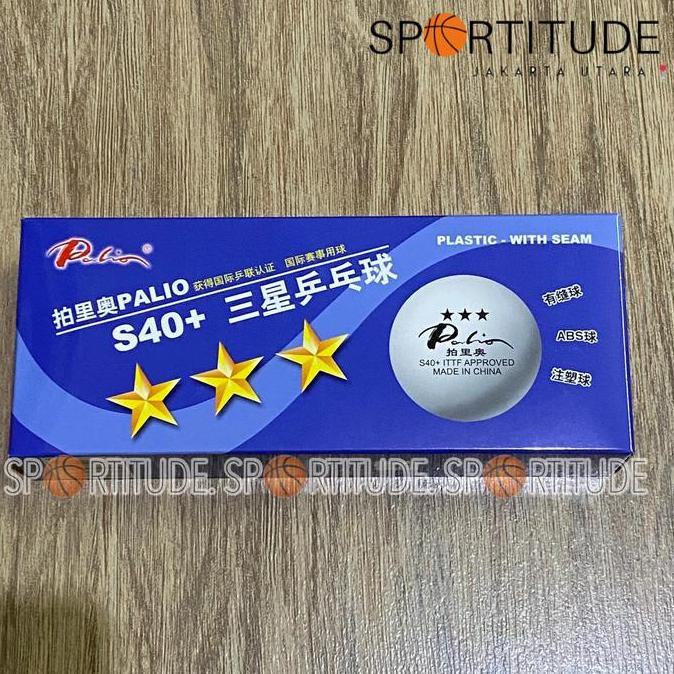 SPORTITUDE
JAKARTA UTARA
Palio®
PLASTIC - WITH SEAM
拍里奥PALIO 获得国际乒联认证 国际赛事用球
S40+ 三星乒乓球
Palio
拍里奥
S40+ ITTF APPROVED
MADE IN CHINA
有缝球
ABS球
注塑球
SPORTITUDE. SPORTITUDE. SPORTITUDE